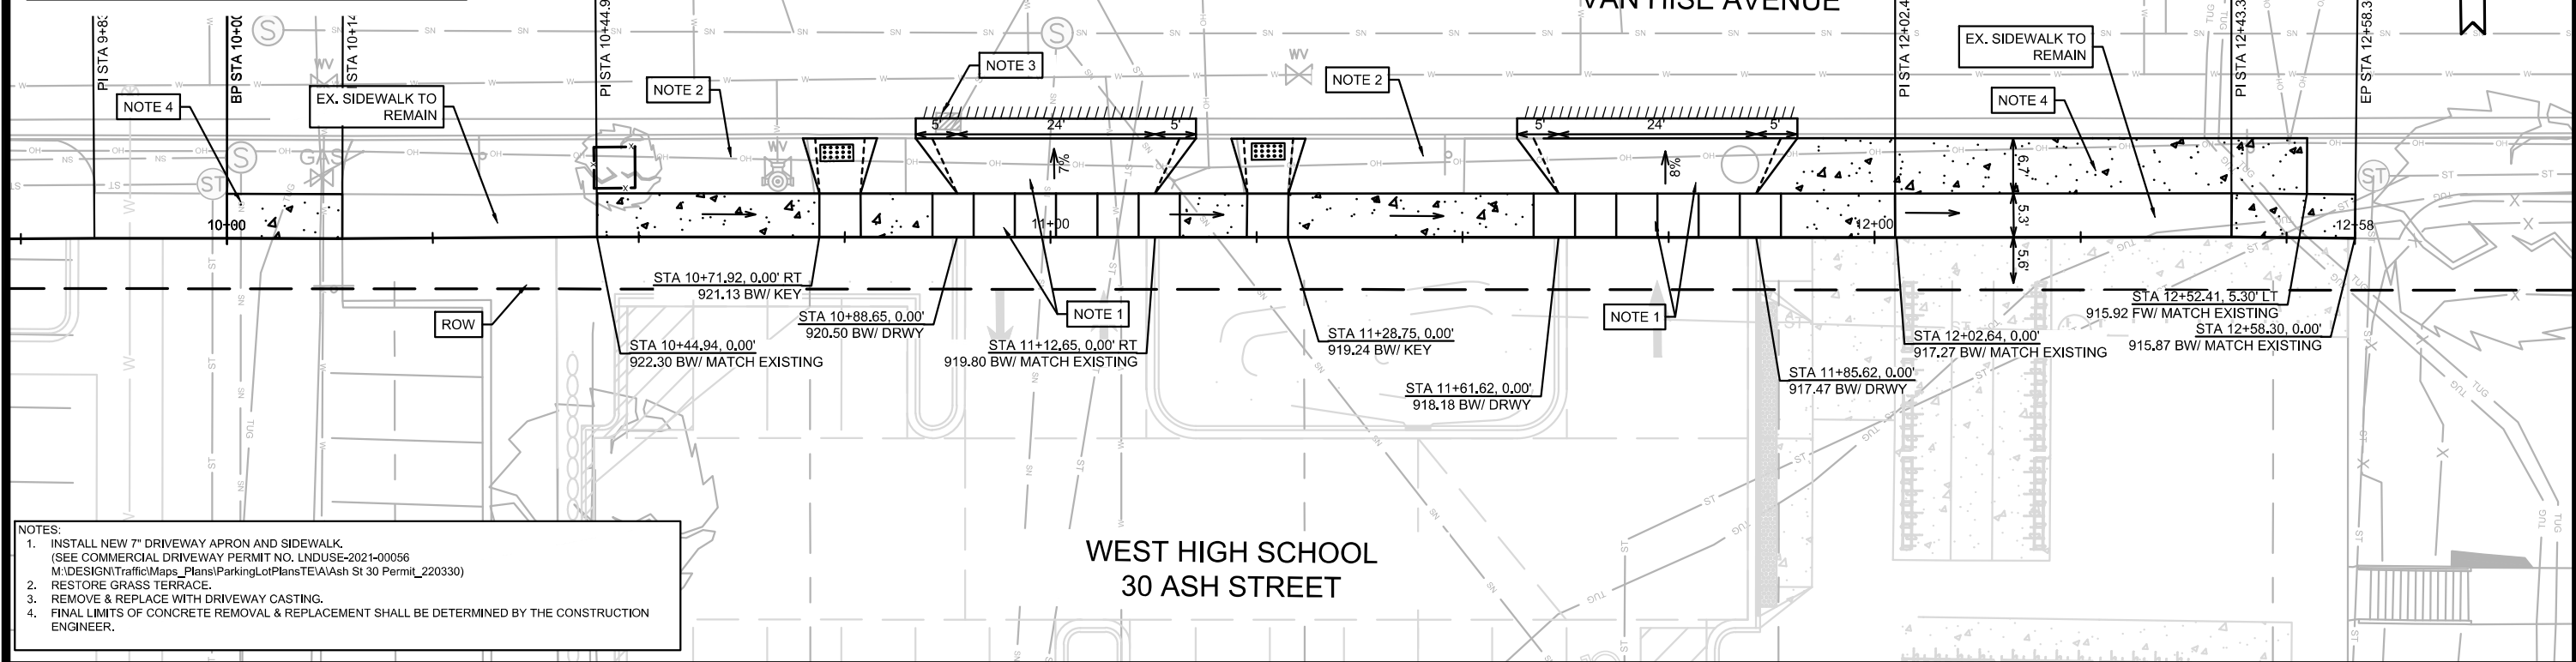 VAN HISE AVENUE
BP STA 10+00
PI STA 10+44.9
PI STA 12+02.4
PI STA 12+43.3
EP STA 12+58.3
NOTE 4
EX. SIDEWALK TO
REMAIN
NOTE 2
NOTE 3
NOTE 2
EX. SIDEWALK TO
REMAIN
NOTE 4
WV
WV
WV
GAS
5'
24'
5'
5'
24'
5'
7%
8%
6.7'
5.3'
5.6'
10+00
11+00
12+00
12+58
ROW
STA 10+71.92, 0.00' RT
921.13 BW/ KEY
STA 10+88.65, 0.00'
920.50 BW/ DRWY
STA 10+44.94, 0.00'
922.30 BW/ MATCH EXISTING
NOTE 1
STA 11+12.65, 0.00' RT
919.80 BW/ MATCH EXISTING
STA 11+28.75, 0.00'
919.24 BW/ KEY
STA 11+61.62, 0.00'
918.18 BW/ DRWY
NOTE 1
STA 11+85.62, 0.00'
917.47 BW/ DRWY
STA 12+02.64, 0.00'
917.27 BW/ MATCH EXISTING
STA 12+52.41, 5.30' LT
915.92 FW/ MATCH EXISTING
STA 12+58.30, 0.00'
915.87 BW/ MATCH EXISTING
WEST HIGH SCHOOL
30 ASH STREET
NOTES:
1. INSTALL NEW 7" DRIVEWAY APRON AND SIDEWALK.
(SEE COMMERCIAL DRIVEWAY PERMIT NO. LNDUSE-2021-00056
M:\DESIGN\Traffic\Maps_Plans\ParkingLotPlansTE\A\Ash St 30 Permit_220330)
2. RESTORE GRASS TERRACE.
3. REMOVE & REPLACE WITH DRIVEWAY CASTING.
4. FINAL LIMITS OF CONCRETE REMOVAL & REPLACEMENT SHALL BE DETERMINED BY THE CONSTRUCTION
ENGINEER.